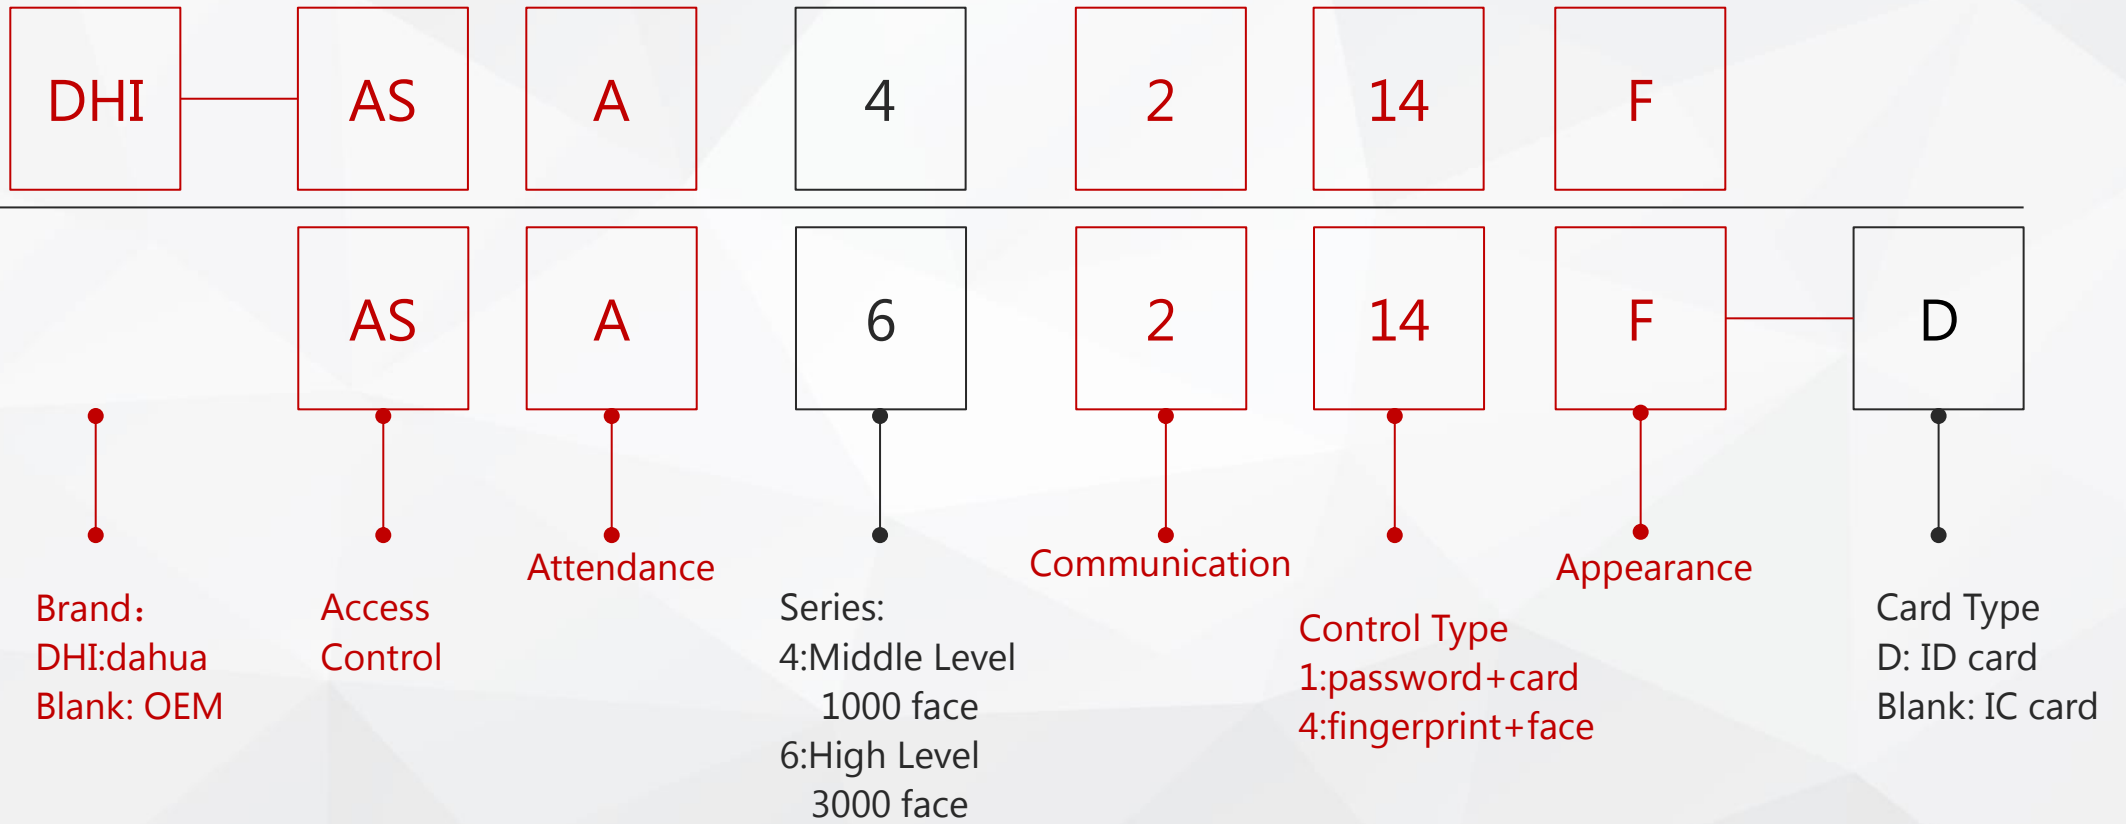 DHI AS A 4 2 14 F
AS A 6 2 14 F D
Brand：
DHI:dahua
Blank: OEM
Access
Control
Attendance
Series:
4:Middle Level
1000 face
6:High Level
3000 face
Communication
Control Type
1:password+card
4:fingerprint+face
Appearance
Card Type
D: ID card
Blank: IC card